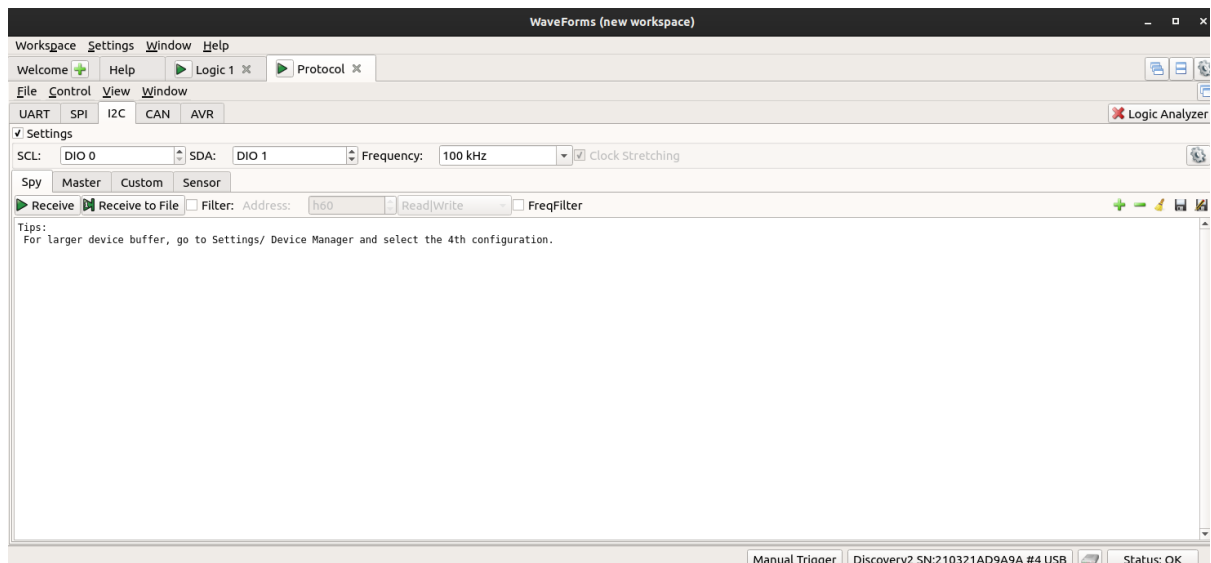 WaveForms (new workspace)
Workspace Settings Window Help
Welcome Help Logic 1 Protocol
File Control View Window
UART SPI I2C CAN AVR Logic Analyzer
Settings
SCL: DIO 0 SDA: DIO 1 Frequency: 100 kHz Clock Stretching
Spy Master Custom Sensor
Receive Receive to File Filter: Address: h60 Read|Write FreqFilter
Tips:
For larger device buffer, go to Settings/ Device Manager and select the 4th configuration.
Manual Trigger Discovery2 SN:210321AD9A9A #4 USB Status: OK